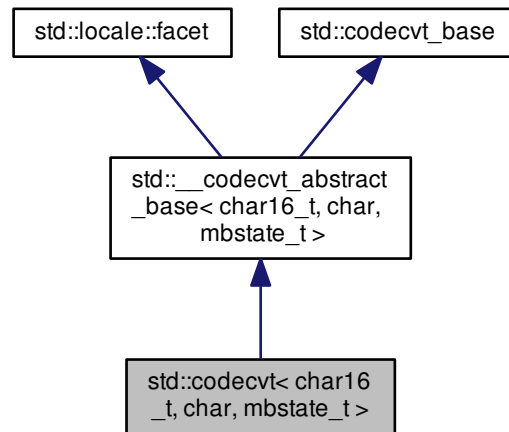 std::locale::facet
std::codecvt_base
std::__codecvt_abstract
_base< char16_t, char,
mbstate_t >
std::codecvt< char16
_t, char, mbstate_t >